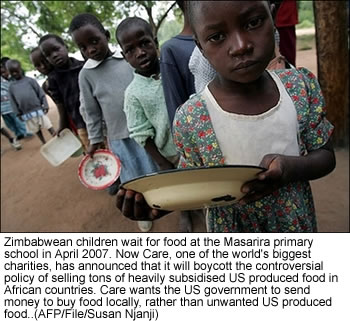 Zimbabwean children wait for food at the Masarira primary
school in April 2007. Now Care, one of the world's biggest
charities, has announced that it will boycott the controversial
policy of selling tons of heavily subsidised US produced food in
African countries. Care wants the US government to send
money to buy food locally, rather than unwanted US produced
food..(AFP/File/Susan Njanji)